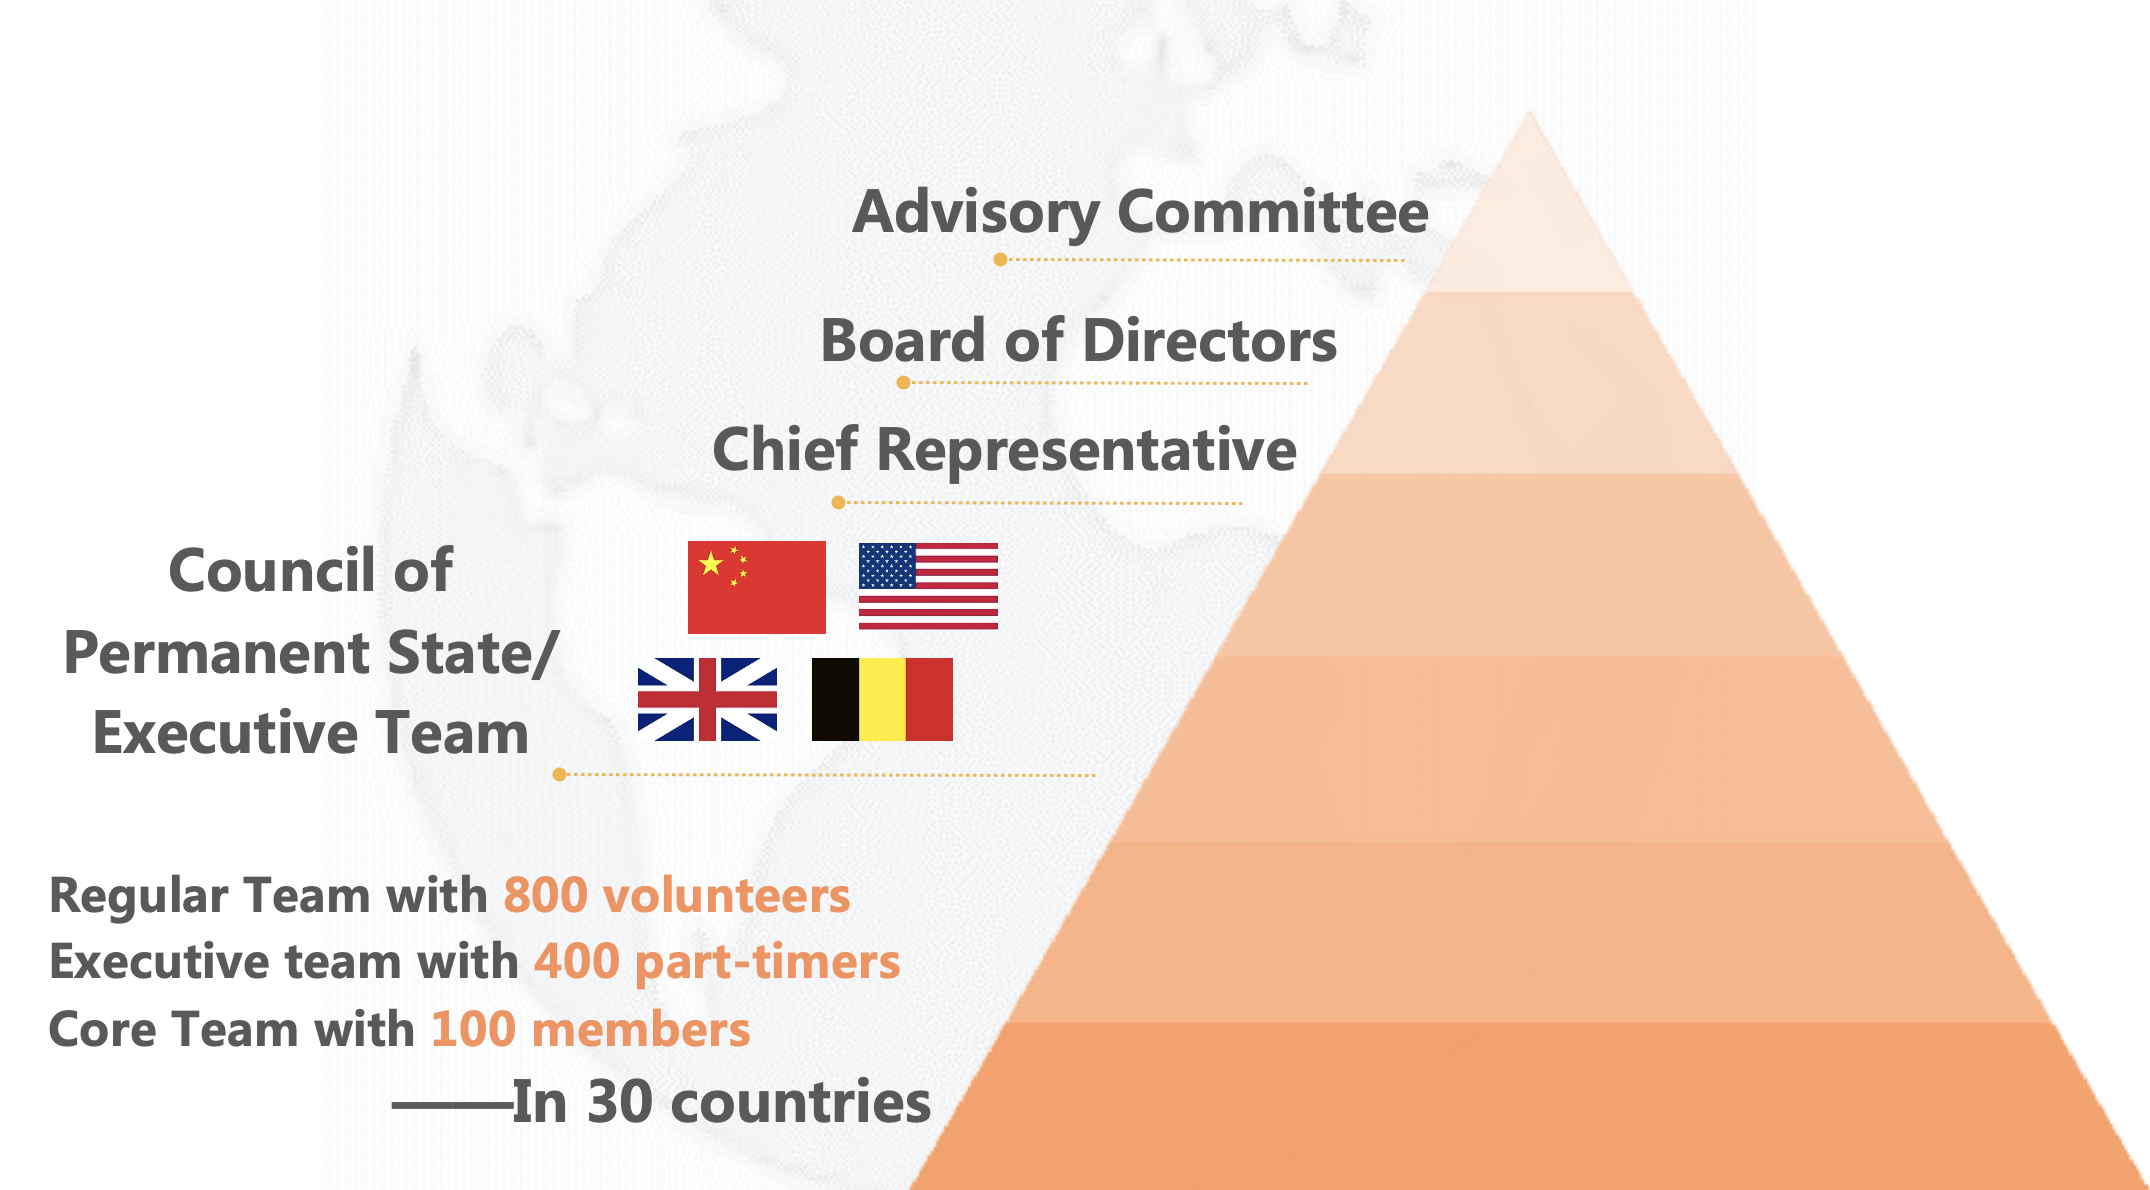 Advisory Committee
Board of Directors
Chief Representative
Council of
Permanent State/
Executive Team
Regular Team with 800 volunteers
Executive team with 400 part-timers
Core Team with 100 members
——In 30 countries